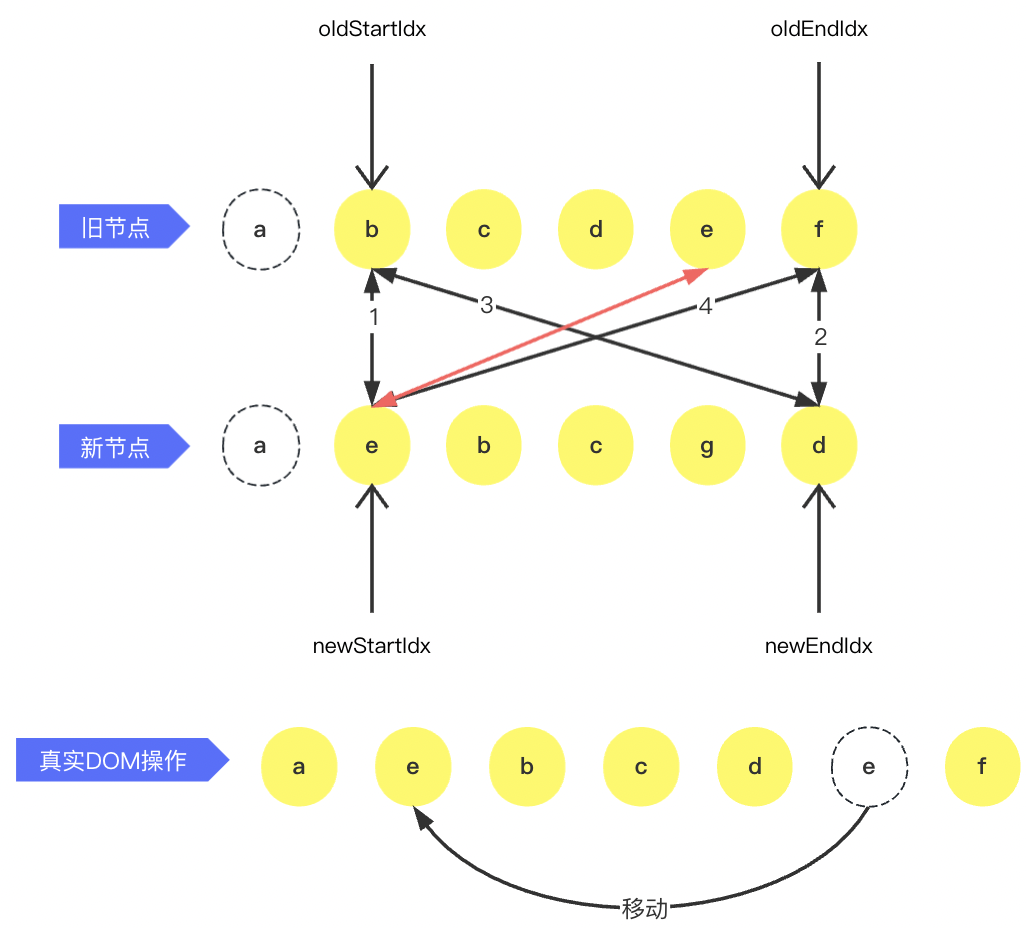 oldStartIdx oldEndIdx
旧节点 a b c d e f
1 3 4 2
新节点 a e b c g d
newStartIdx newEndIdx
真实DOM操作 a e b c d e f
移动